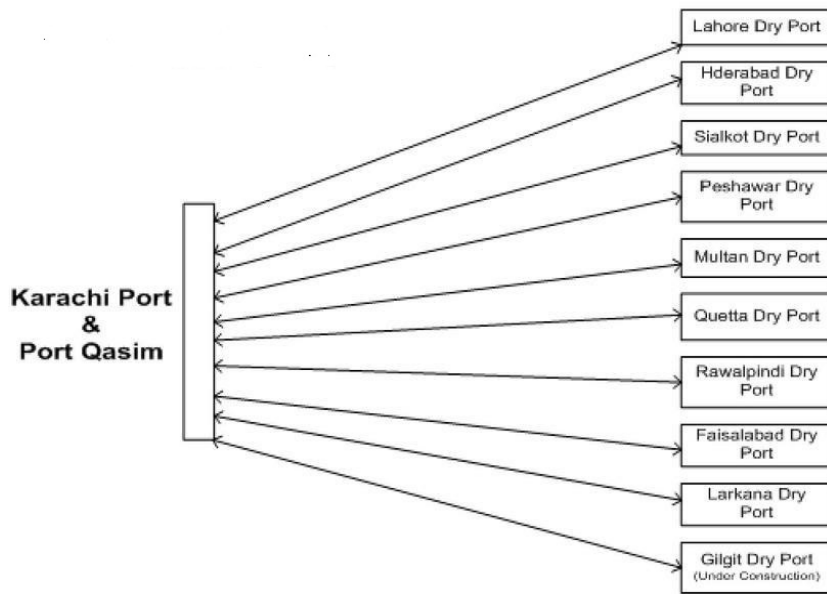 Lahore Dry Port
Hderabad Dry
Port
Sialkot Dry Port
Peshawar Dry
Port
Multan Dry Port
Karachi Port
&
Port Qasim
Quetta Dry Port
Rawalpindi Dry
Port
Faisalabad Dry
Port
Larkana Dry
Port
Gilgit Dry Port
(Under Construction)